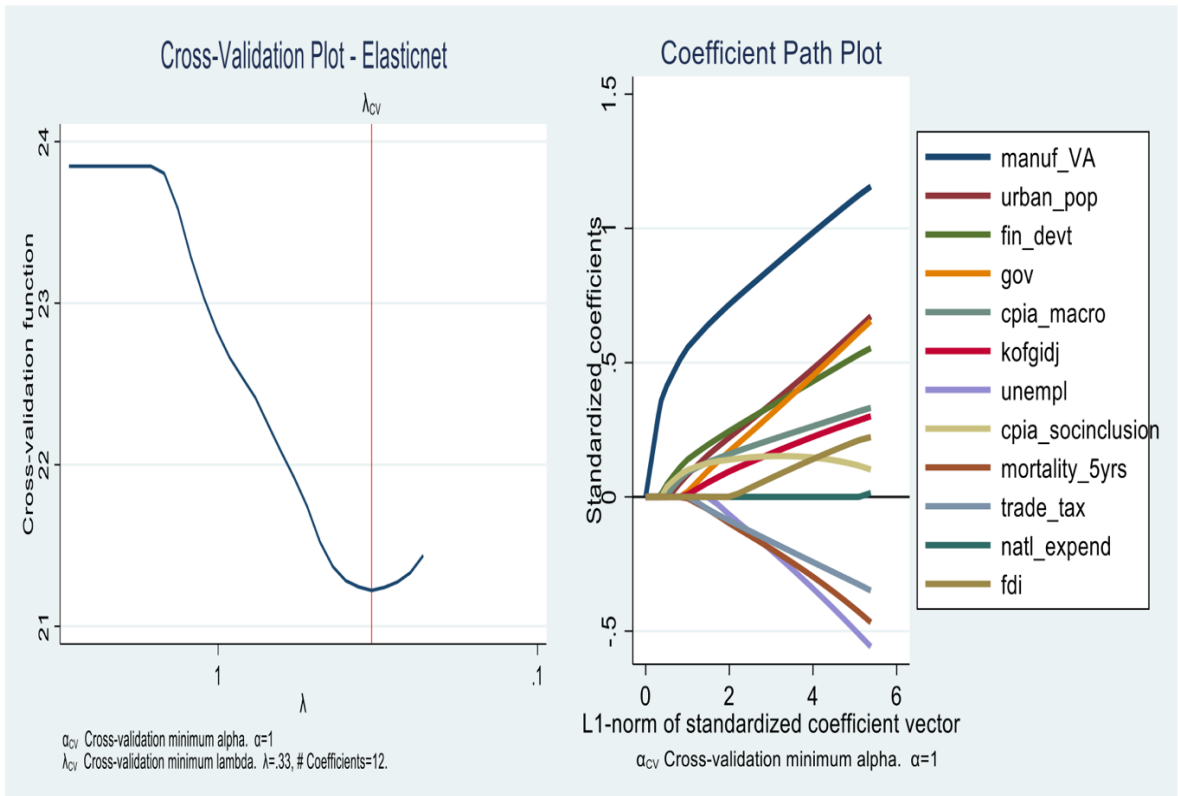 Cross-Validation Plot - Elasticnet
λCV
Cross-validation function
24
23
22
21
1
.1
λ
αCV Cross-validation minimum alpha. α=1
λCV Cross-validation minimum lambda. λ=.33, # Coefficients=12.
Coefficient Path Plot
Standardized coefficients
1.5
1
.5
0
-.5
0
2
4
6
L1-norm of standardized coefficient vector
αCV Cross-validation minimum alpha. α=1
manuf_VA
urban_pop
fin_devt
gov
cpia_macro
kofgidj
unempl
cpia_socinclusion
mortality_5yrs
trade_tax
natl_expend
fdi